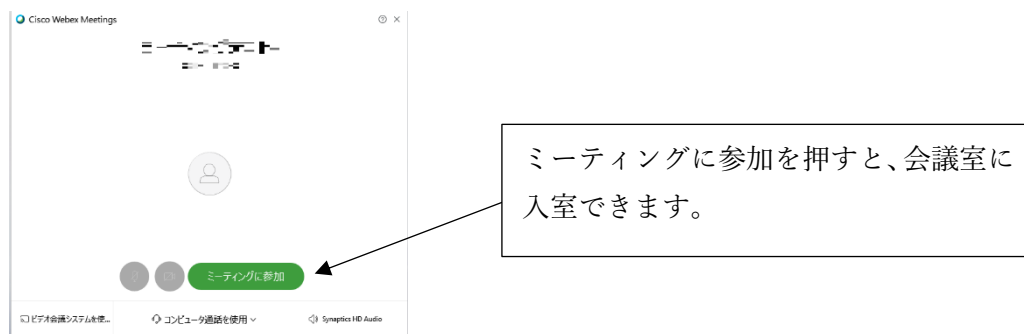 Cisco Webex Meetings
ミーティングに参加を押すと、会議室に
入室できます。
ミーティングに参加
ビデオ会議システムを使...
コンピュータ通話を使用
Synaptics HD Audio